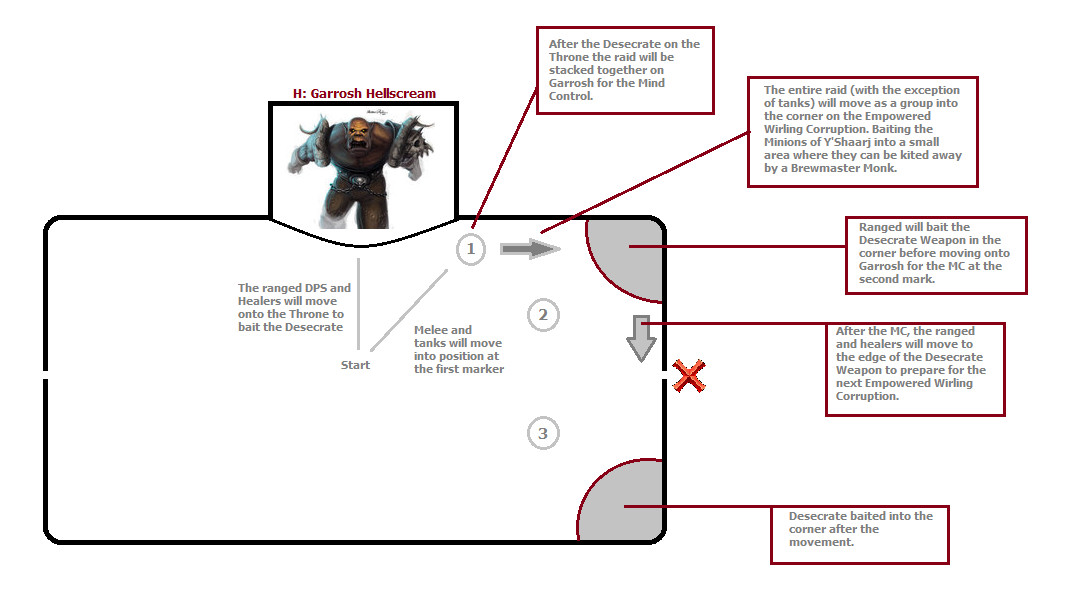 H: Garrosh Hellscream
After the Desecrate on the
Throne the raid will be
stacked together on
Garrosh for the Mind
Control.
The entire raid (with the exception
of tanks) will move as a group into
the corner on the Empowered
Wirling Corruption. Baiting the
Minions of Y'Shaarj into a small
area where they can be kited away
by a Brewmaster Monk.
Ranged will bait the
Desecrate Weapon in the
corner before moving onto
Garrosh for the MC at the
second mark.
1
The ranged DPS and
Healers will move
onto the Throne to
bait the Desecrate
2
Melee and
tanks will move
into position at
the first marker
Start
After the MC, the ranged
and healers will move to
the edge of the Desecrate
Weapon to prepare for the
next Empowered Wirling
Corruption.
3
Desecrate baited into the
corner after the
movement.